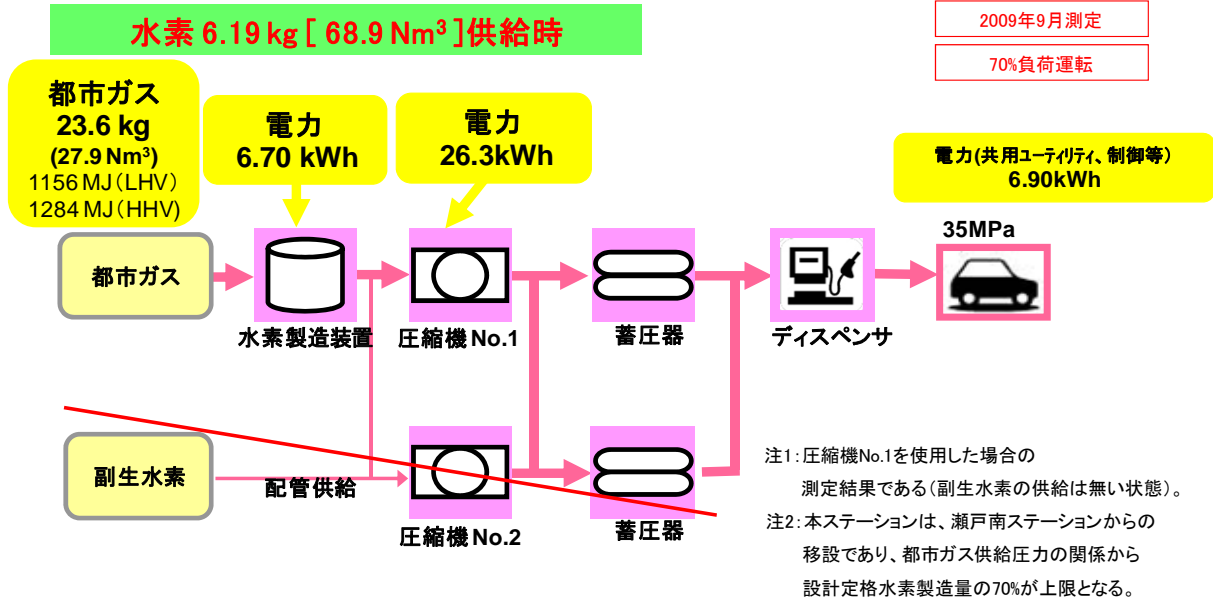 水素 6.19 kg [ 68.9 Nm³ ]供給時
2009年9月測定
70%負荷運転
都市ガス
23.6 kg
(27.9 Nm³)
1156 MJ(LHV)
1284 MJ(HHV)
電力
6.70 kWh
電力
26.3kWh
電力(共用ユーティリティ、制御等)
6.90kWh
35MPa
都市ガス
水素製造装置
圧縮機 No.1
蓄圧器
ディスペンサ
副生水素
配管供給
圧縮機 No.2
蓄圧器
注1:圧縮機No.1を使用した場合の
測定結果である(副生水素の供給は無い状態)。
注2:本ステーションは、瀬戸南ステーションからの
移設であり、都市ガス供給圧力の関係から
設計定格水素製造量の70%が上限となる。